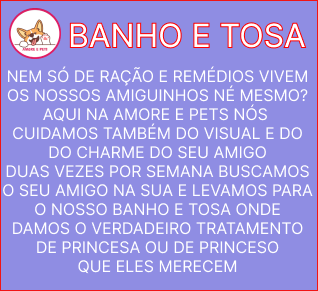 BANHO E TOSA
AMORE E PETS
NEM SÓ DE RAÇÃO E REMÉDIOS VIVEM
OS NOSSOS AMIGUINHOS NÉ MESMO?
AQUI NA AMORE E PETS NÓS
CUIDAMOS TAMBÉM DO VISUAL E DO
DO CHARME DO SEU AMIGO
DUAS VEZES POR SEMANA BUSCAMOS
O SEU AMIGO NA SUA E LEVAMOS PARA
O NOSSO BANHO E TOSA ONDE
DAMOS O VERDADEIRO TRATAMENTO
DE PRINCESA OU DE PRINCESO
QUE ELES MERECEM